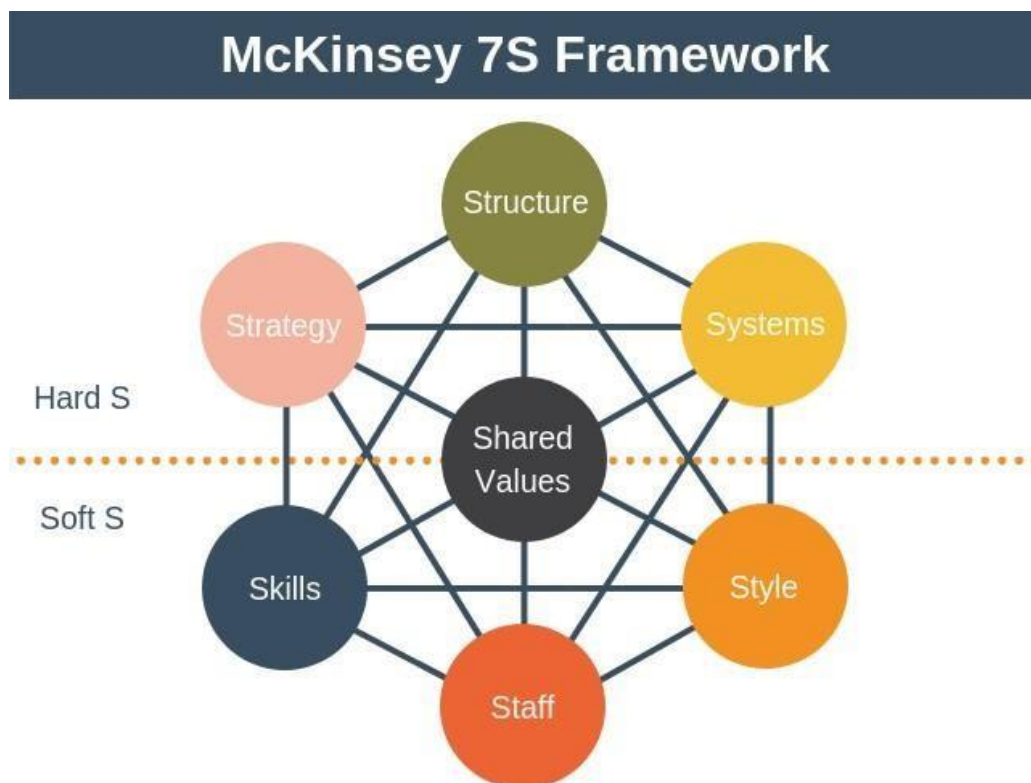 McKinsey 7S Framework
Structure
Strategy
Systems
Hard S
Shared
Values
Soft S
Skills
Style
Staff